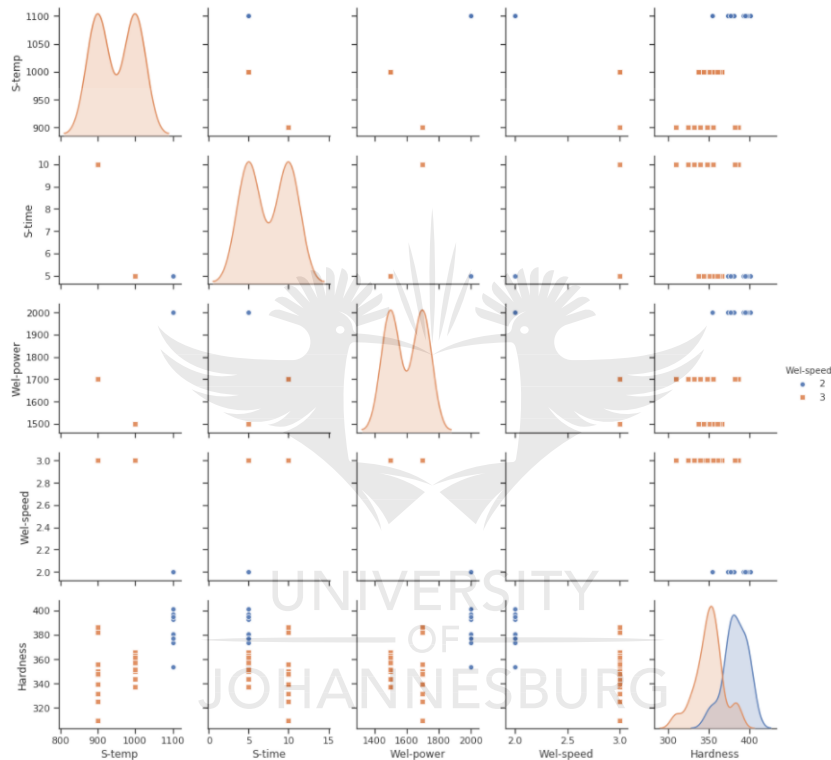 S-temp
1100
1050
1000
950
900
S-time
10
9
8
7
6
5
Wel-power
2000
1900
1800
1700
1600
1500
Wel-speed
3.0
2.8
2.6
2.4
2.2
2.0
Wel-speed
2
3
Hardness
400
380
360
340
320
800 900 1000 1100
0 5 10 15
1400 1600 1800 2000
2.0 2.5 3.0
300 350 400
S-temp
S-time
Wel-power
Wel-speed
Hardness
UNIVERSITY
OF
JOHANNESBURG